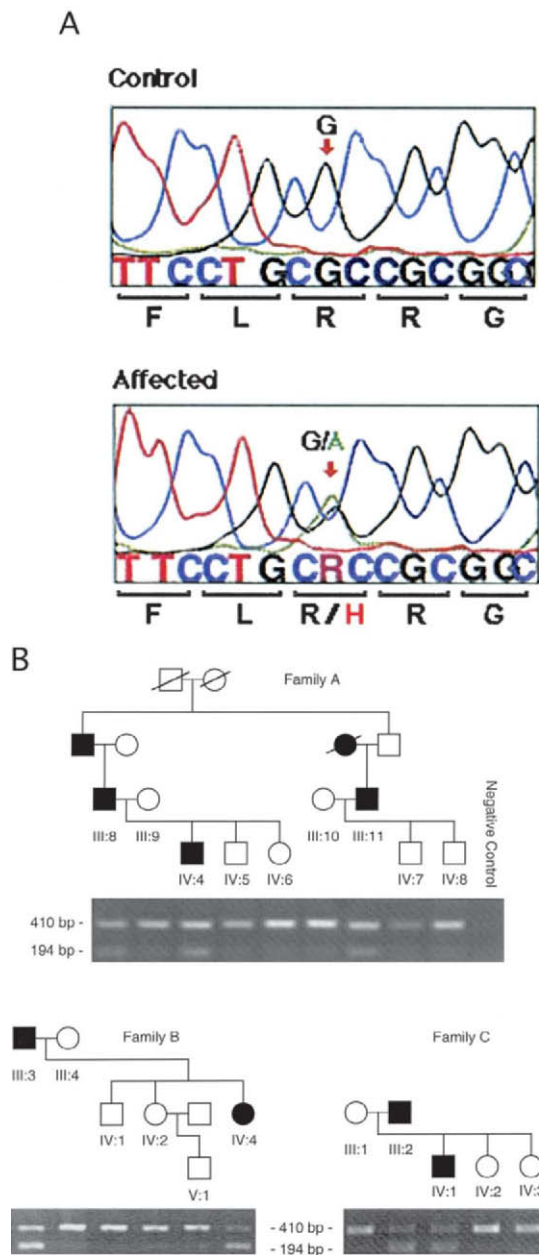 A
Control
G
TTCCTGCGCCGCGGC
F L R R G
Affected
G/A
TTCCTGCRCCGCGGC
F L R/H R G
B
Family A
Negative Control
III:8 III:9 III:10 III:11
IV:4 IV:5 IV:6 IV:7 IV:8
410 bp -
194 bp -
Family B Family C
III:3 III:4
III:1 III:2
IV:1 IV:2 IV:4
IV:1 IV:2 IV:3
V:1
- 410 -
- 194 -